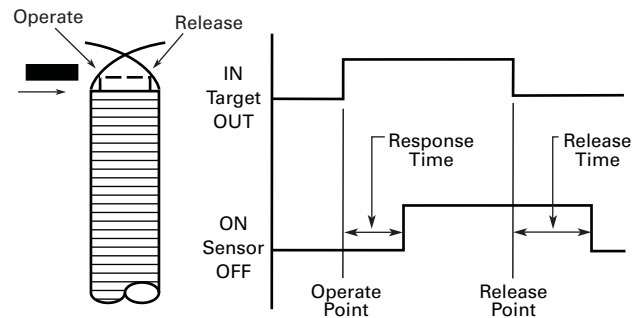 Operate
Release
IN
Target
OUT
Response
Time
Release
Time
ON
Sensor
OFF
Operate
Point
Release
Point